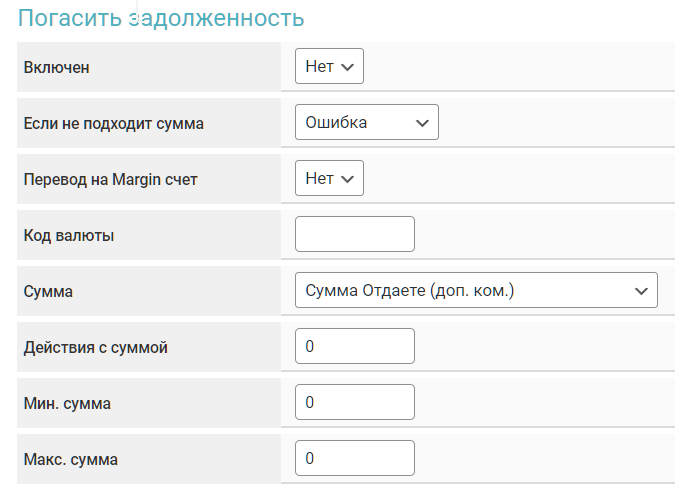 Погасить задолженность
Включен Нет
Если не подходит сумма Ошибка
Перевод на Margin счет Нет
Код валюты
Сумма Сумма Отдаете (доп. ком.)
Действия с суммой 0
Мин. сумма 0
Макс. сумма 0